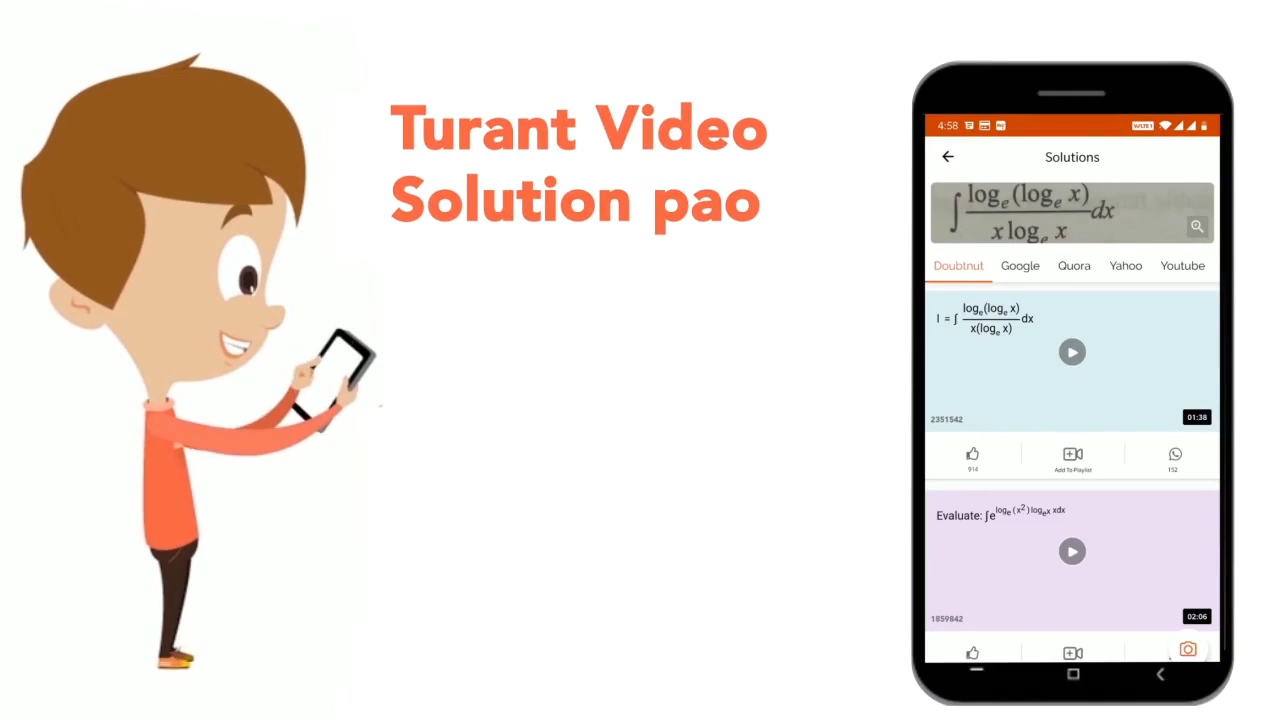 Turant Video
Solution pao
4:58
VoLTE1
Solutions
∫ logₑ(logₑ x) / x logₑ x dx
Doubtnut Google Quora Yahoo Youtube
I = ∫ logₑ(logₑ x) / x(logₑ x) dx
2351542 01:38
914 Add To Playlist 152
Evaluate: ∫e^logₑ(x²)logₑx xdx
1859842 02:06